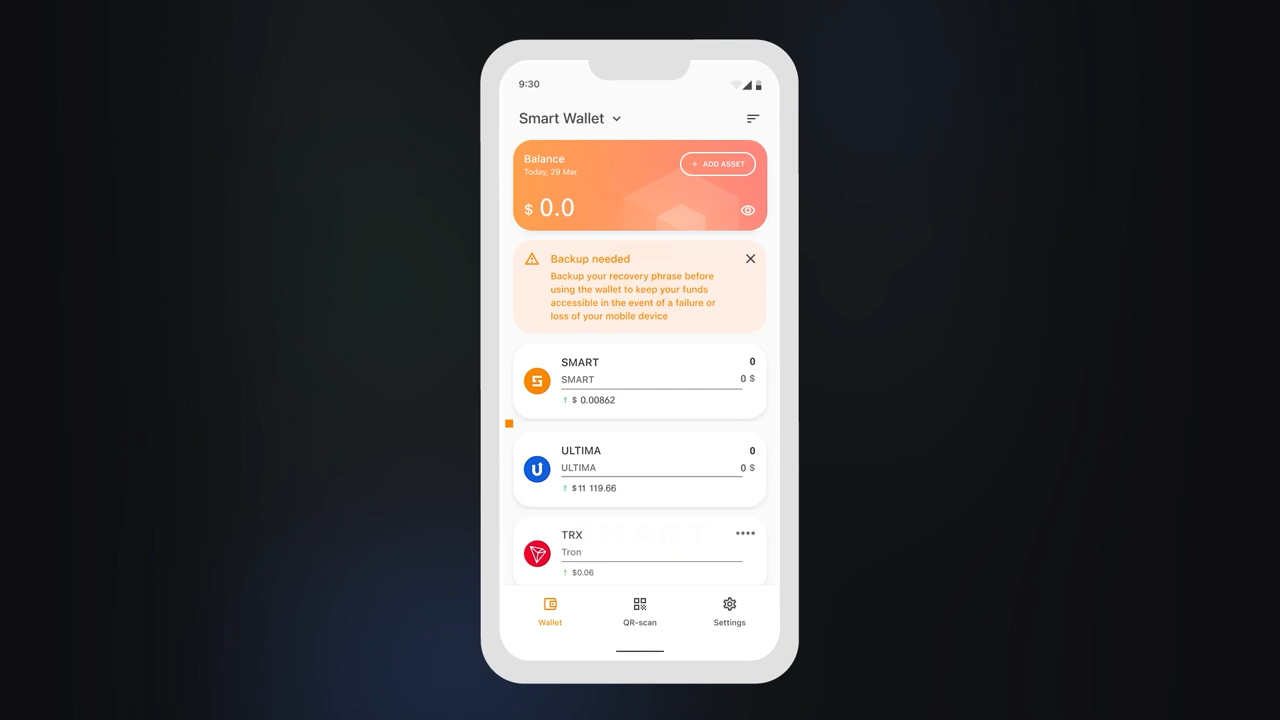 9:30
Smart Wallet
Balance
Today, 29 Mar
+ ADD ASSET
$ 0.0
Backup needed
Backup your recovery phrase before
using the wallet to keep your funds
accessible in the event of a failure or
loss of your mobile device
SMART 0
SMART 0 $
↑ $ 0.00862
ULTIMA 0
ULTIMA 0 $
↑ $11 119.66
SMART
TRX ****
Tron
↑ $0.06
Wallet QR-scan Settings